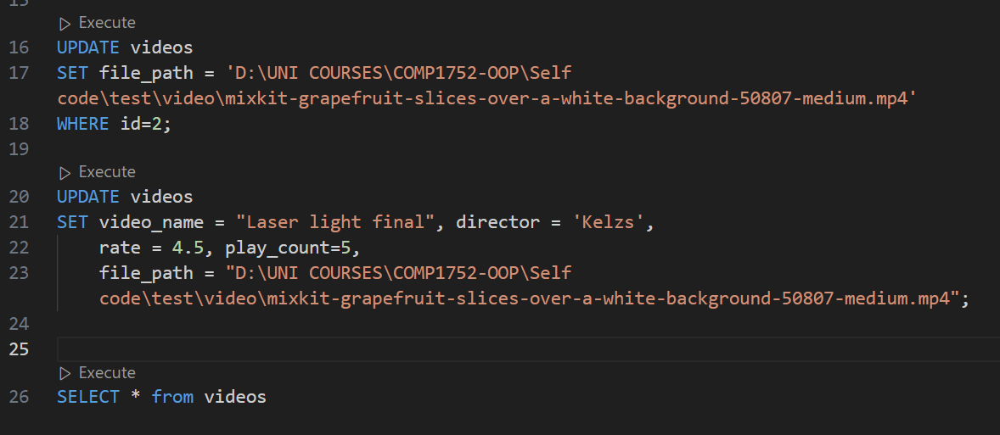 15
Execute
16 UPDATE videos
17 SET file_path = 'D:\UNI COURSES\COMP1752-OOP\Self
code\test\video\mixkit-grapefruit-slices-over-a-white-background-50807-medium.mp4'
18 WHERE id=2;
19
Execute
20 UPDATE videos
21 SET video_name = "Laser light final", director = 'Kelzs',
22 rate = 4.5, play_count=5,
23 file_path = "D:\UNI COURSES\COMP1752-OOP\Self
code\test\video\mixkit-grapefruit-slices-over-a-white-background-50807-medium.mp4";
24
25
Execute
26 SELECT * from videos